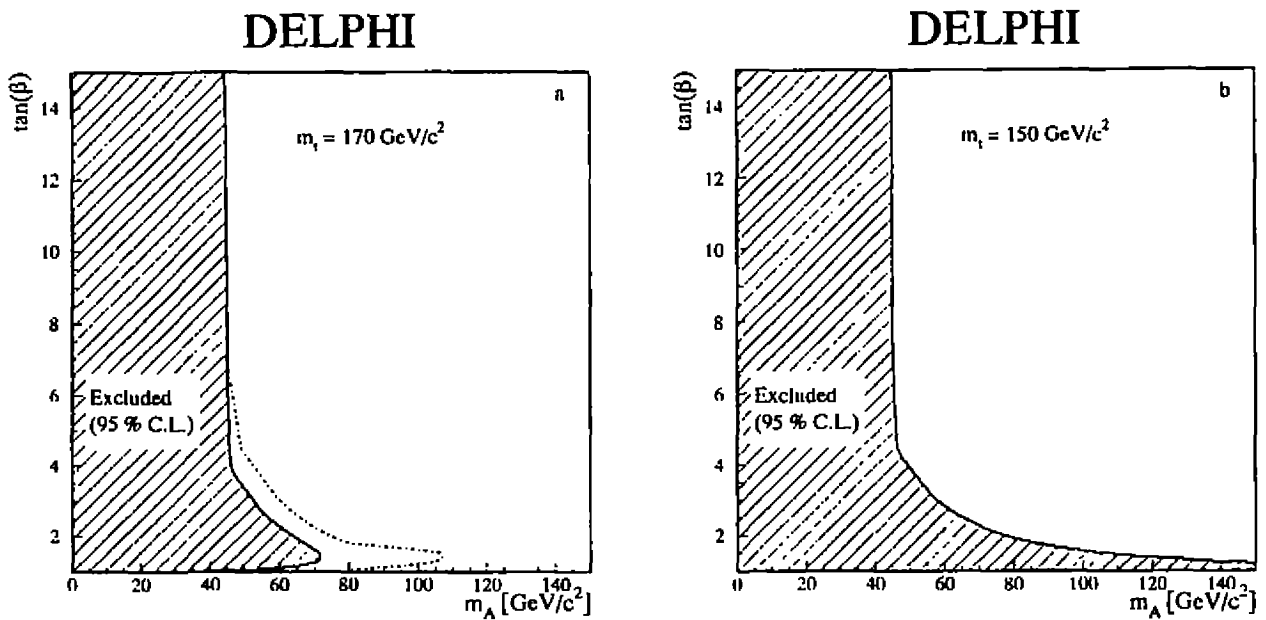 DELPHI
tan(β)
14
12
10
8
6
4
2
a
m_t = 170 GeV/c²
Excluded
(95 % C.L.)
0 20 40 60 80 100 120 140
m_A [GeV/c²]
DELPHI
tan(β)
14
12
10
8
6
4
2
b
m_t = 150 GeV/c²
Excluded
(95 % C.L.)
0 20 40 60 80 100 120 140
m_A [GeV/c²]